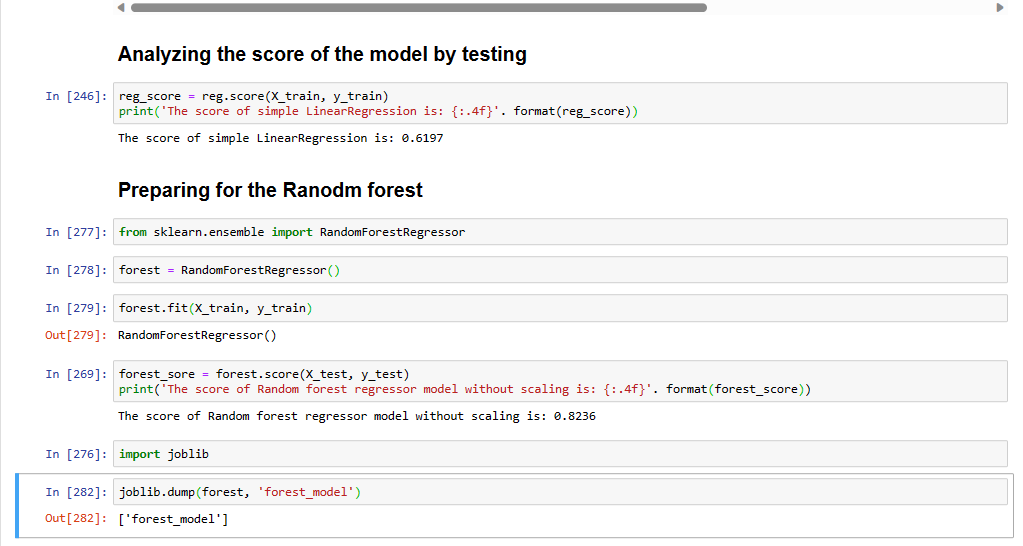 Analyzing the score of the model by testing
In [246]: reg_score = reg.score(X_train, y_train)
print('The score of simple LinearRegression is: {:.4f}'. format(reg_score))
The score of simple LinearRegression is: 0.6197
Preparing for the Ranodm forest
In [277]: from sklearn.ensemble import RandomForestRegressor
In [278]: forest = RandomForestRegressor()
In [279]: forest.fit(X_train, y_train)
Out[279]: RandomForestRegressor()
In [269]: forest_sore = forest.score(X_test, y_test)
print('The score of Random forest regressor model without scaling is: {:.4f}'. format(forest_score))
The score of Random forest regressor model without scaling is: 0.8236
In [276]: import joblib
In [282]: joblib.dump(forest, 'forest_model')
Out[282]: ['forest_model']